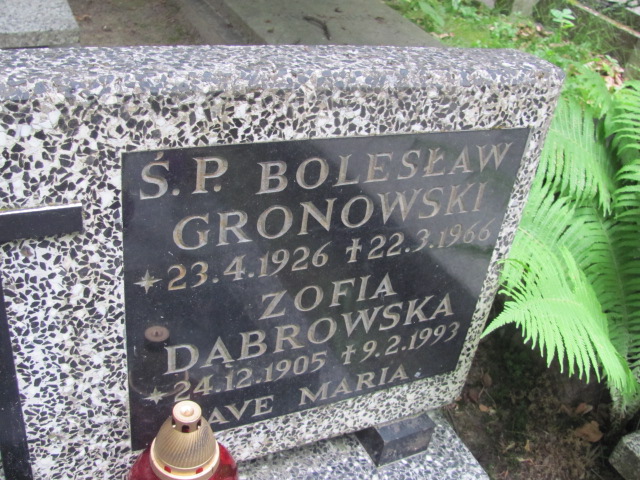 Ś.P. BOLESŁAW
GRONOWSKI
23.4.1926 †22.3.1966
ZOFIA
DĄBROWSKA
24.12.1905 †9.2.1993
AVE MARIA